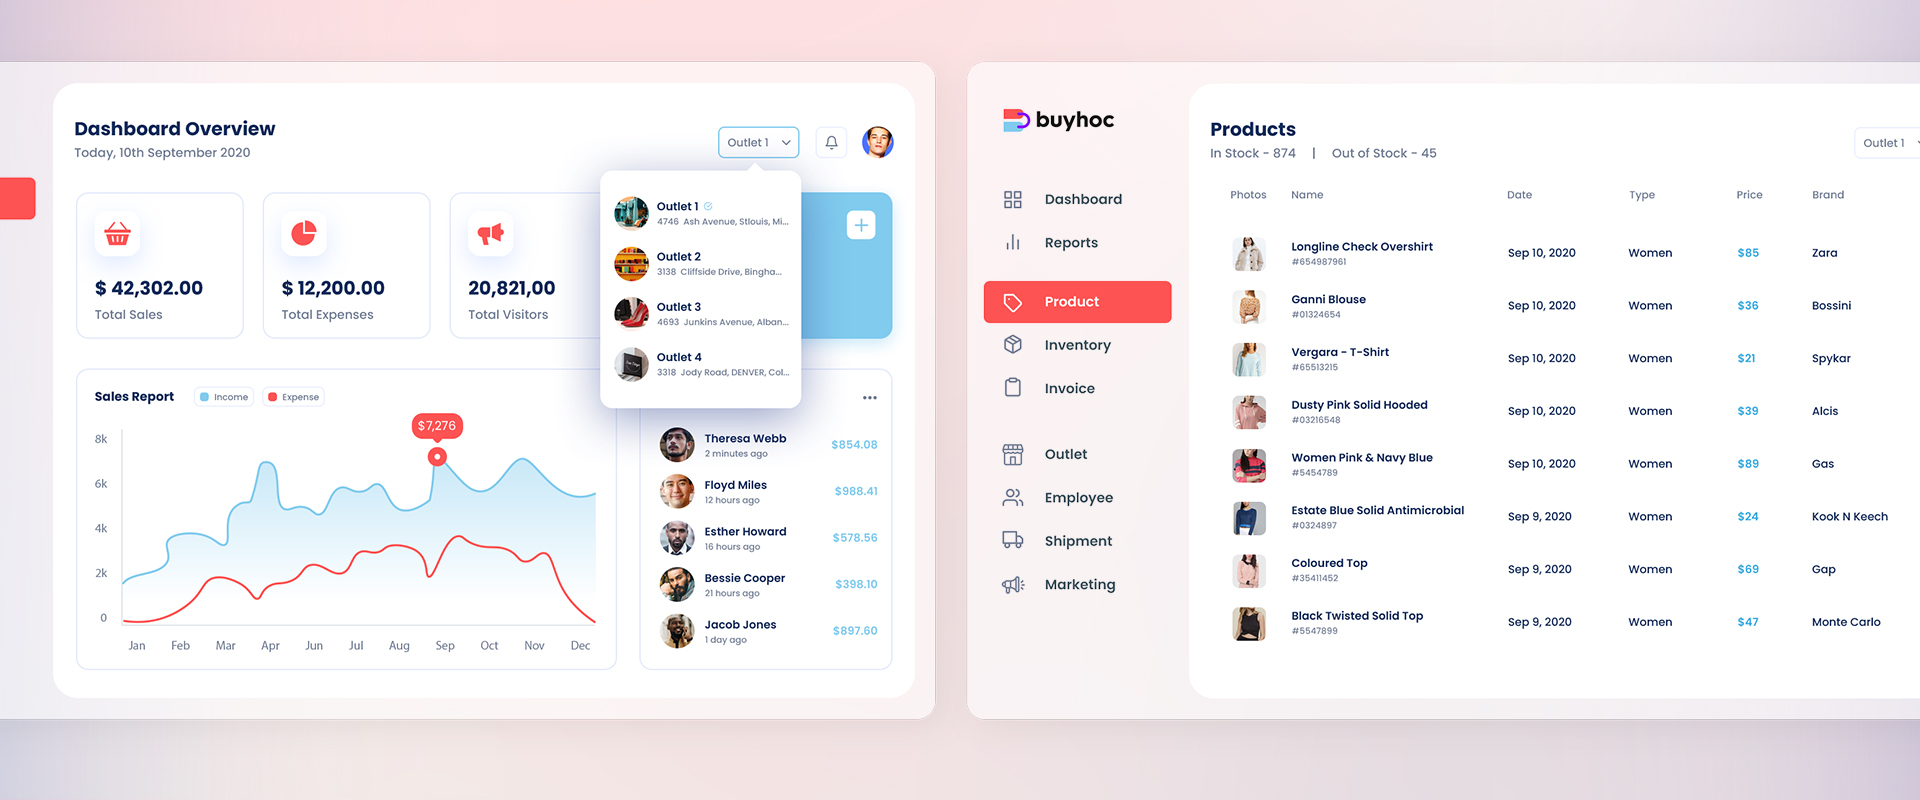 Dashboard Overview
Today, 10th September 2020
Outlet 1
$ 42,302.00
Total Sales
$ 12,200.00
Total Expenses
20,821,00
Total Visitors
Outlet 1
4746 Ash Avenue, Stlouis, Mi...
Outlet 2
3138 Cliffside Drive, Bingha...
Outlet 3
4693 Junkins Avenue, Alban...
Outlet 4
3318 Jody Road, DENVER, Col...
Sales Report
Income
Expense
$7,276
8k
6k
4k
2k
0
Jan Feb Mar Apr Jun Jul Aug Sep Oct Nov Dec
Theresa Webb $854.08
2 minutes ago
Floyd Miles $988.41
12 hours ago
Esther Howard $578.56
16 hours ago
Bessie Cooper $398.10
21 hours ago
Jacob Jones $897.60
1 day ago
buyhoc
Dashboard
Reports
Product
Inventory
Invoice
Outlet
Employee
Shipment
Marketing
Products
In Stock - 874 | Out of Stock - 45
Outlet 1
Photos Name Date Type Price Brand
Longline Check Overshirt Sep 10, 2020 Women $85 Zara
#654987961
Ganni Blouse Sep 10, 2020 Women $36 Bossini
#01324654
Vergara - T-Shirt Sep 10, 2020 Women $21 Spykar
#65513215
Dusty Pink Solid Hooded Sep 10, 2020 Women $39 Alcis
#03216548
Women Pink & Navy Blue Sep 10, 2020 Women $89 Gas
#5454789
Estate Blue Solid Antimicrobial Sep 9, 2020 Women $24 Kook N Keech
#0324897
Coloured Top Sep 9, 2020 Women $69 Gap
#35411452
Black Twisted Solid Top Sep 9, 2020 Women $47 Monte Carlo
#5547899